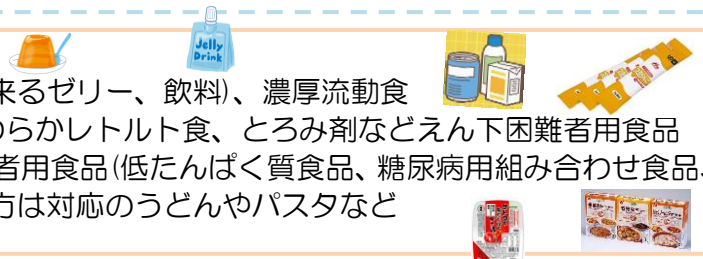 Jelly
Drink
来るゼリー、飲料)、濃厚流動食
らかレトルト食、とろみ剤などえん下困難者用食品
者用食品(低たんぱく質食品、糖尿病用組み合わせ食品、
方は対応のうどんやパスタなど